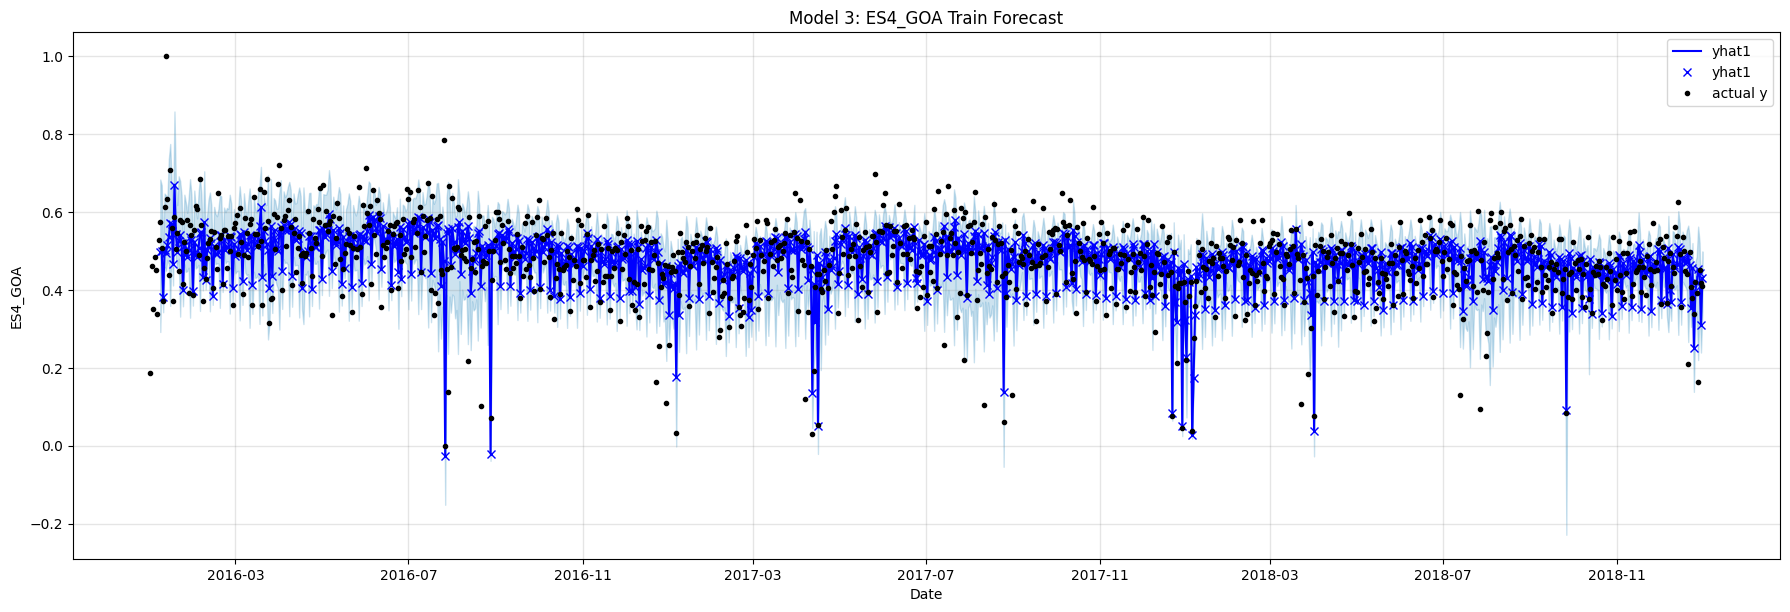 Model 3: ES4_GOA Train Forecast
yhat1
yhat1
actual y
ES4_GOA
1.0
0.8
0.6
0.4
0.2
0.0
−0.2
2016-03
2016-07
2016-11
2017-03
2017-07
2017-11
2018-03
2018-07
2018-11
Date